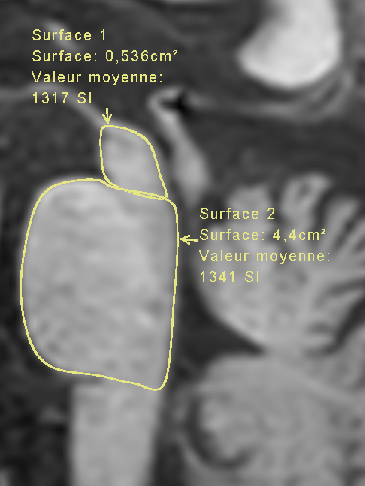 Surface 1
Surface: 0,536cm²
Valeur moyenne:
1317 SI
Surface 2
Surface: 4,4cm²
Valeur moyenne:
1341 SI